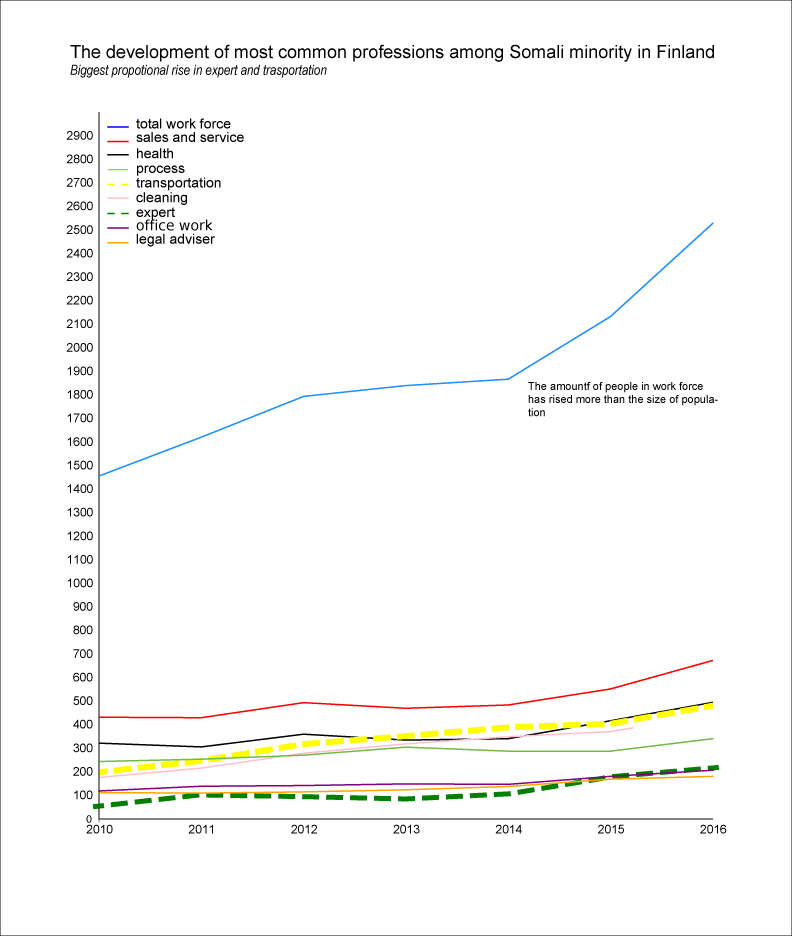 The development of most common professions among Somali minority in Finland
Biggest propotional rise in expert and trasportation
total work force
sales and service
health
process
transportation
cleaning
expert
office work
legal adviser
2900
2800
2700
2600
2500
2400
2300
2200
2100
2000
1900
1800
1700
1600
1500
1400
1300
1200
1100
1000
900
800
700
600
500
400
300
200
100
0
The amountf of people in work force
has rised more than the size of popula-
tion
2010 2011 2012 2013 2014 2015 2016